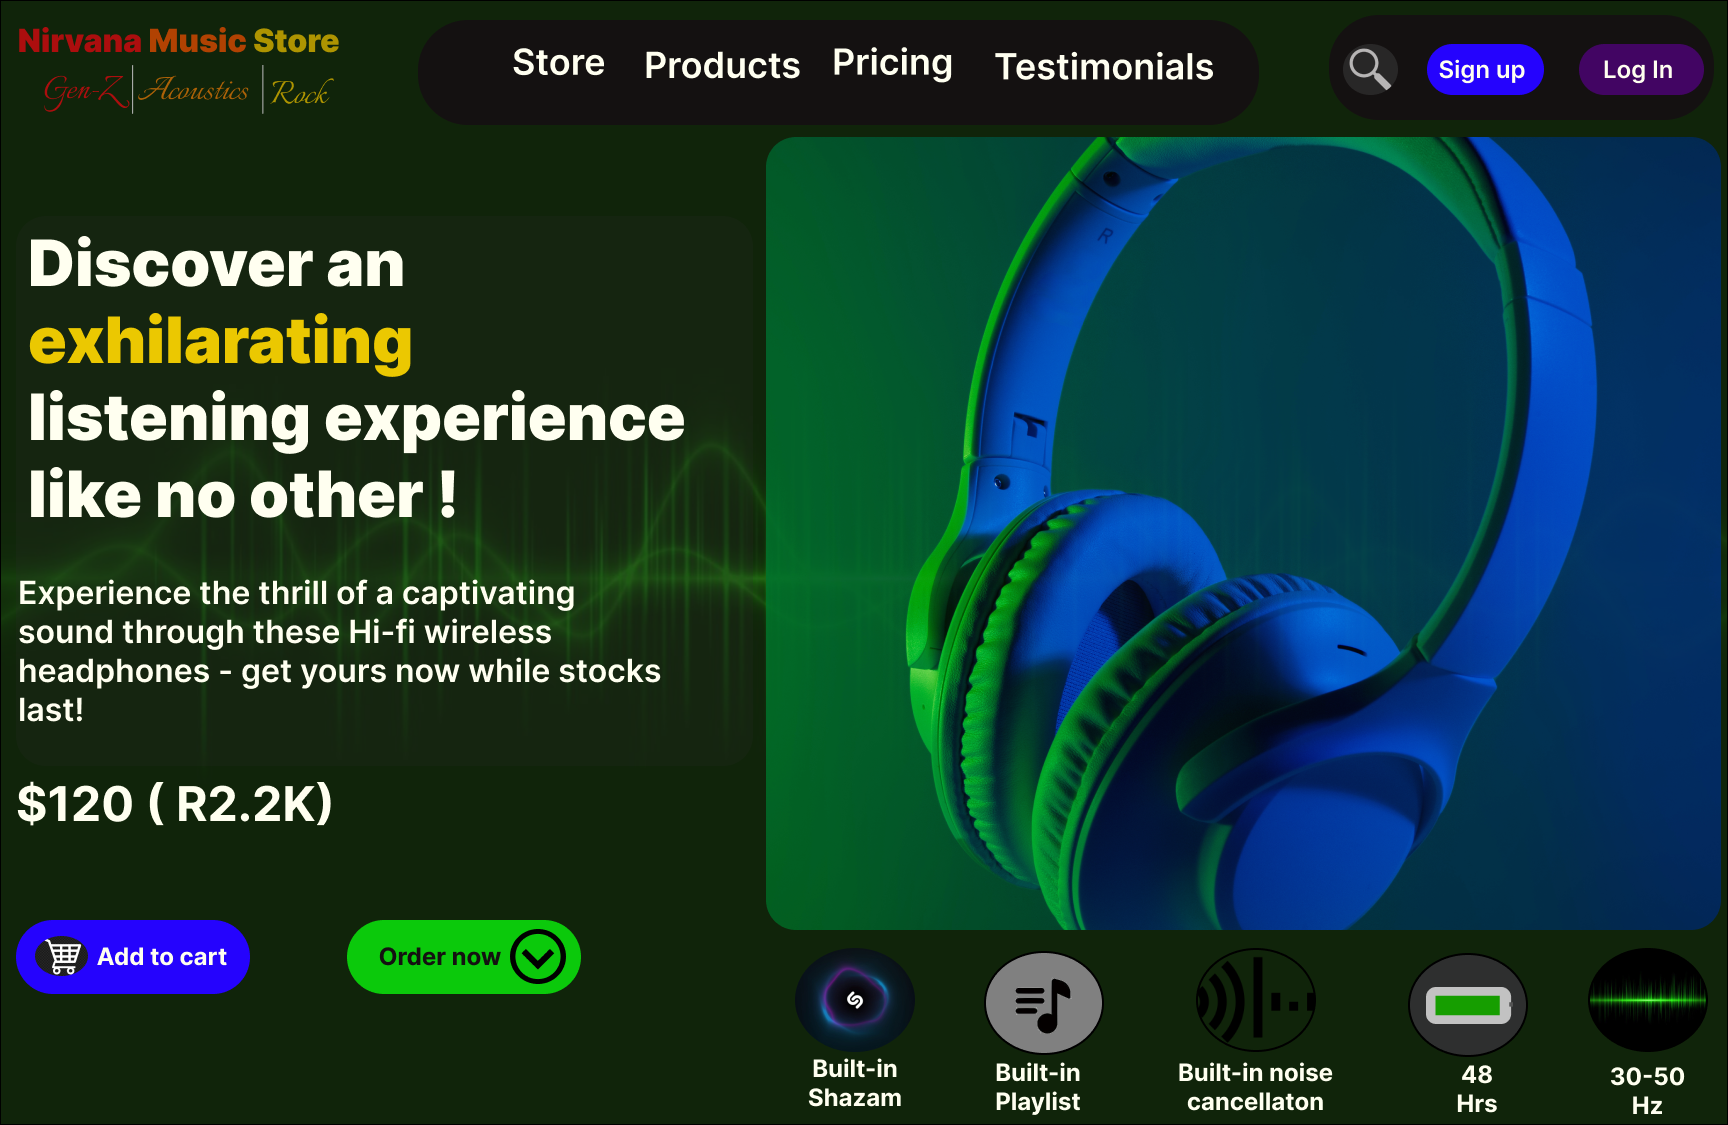 Nirvana Music Store
Gen-Z Acoustics Rock
Store Products Pricing Testimonials
Sign up
Log In
Discover an
exhilarating
listening experience
like no other !
Experience the thrill of a captivating
sound through these Hi-fi wireless
headphones - get yours now while stocks
last!
$120 ( R2.2K)
Add to cart
Order now
R
Built-in
Shazam
Built-in
Playlist
Built-in noise
cancellaton
48
Hrs
30-50
Hz